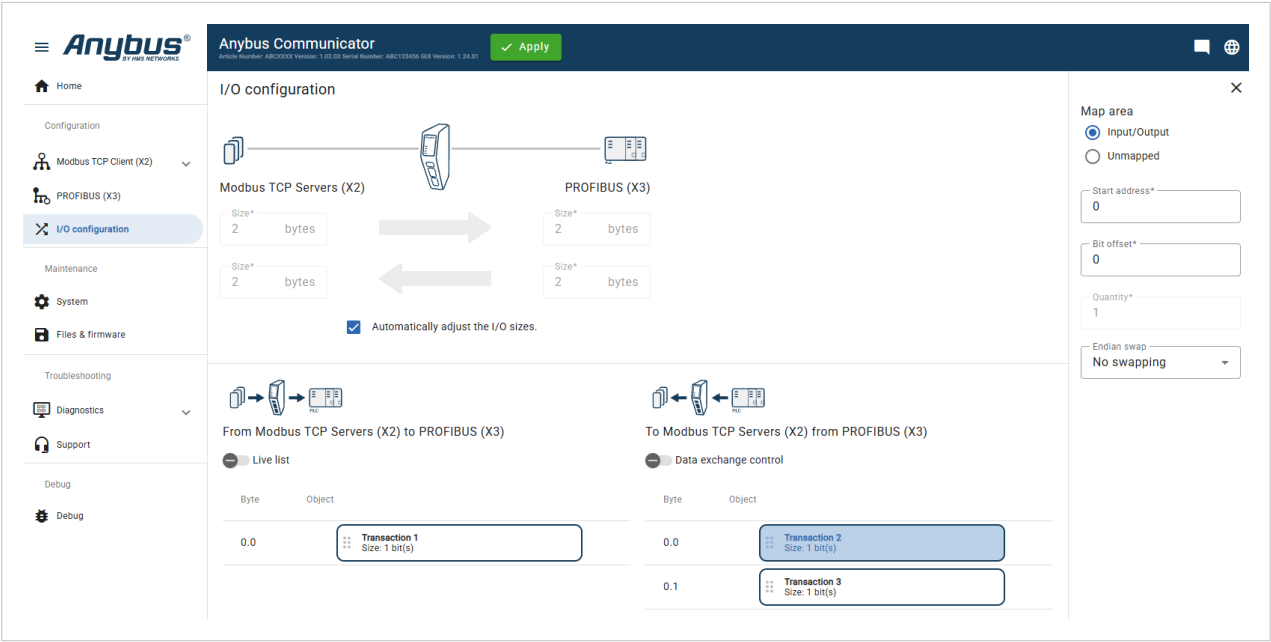 Anybus®
BY HMS NETWORKS
Anybus Communicator
Article Number: ABCXXXX Version: 1.02.03 Serial Number: ABC123456 GUI Version: 1.24.01
Apply
Home
Configuration
Modbus TCP Client (X2)
PROFIBUS (X3)
I/O configuration
Maintenance
System
Files & firmware
Troubleshooting
Diagnostics
Support
Debug
Debug
I/O configuration
Modbus TCP Servers (X2)
PROFIBUS (X3)
Size*
2 bytes
Size*
2 bytes
Size*
2 bytes
Size*
2 bytes
Automatically adjust the I/O sizes.
PLC
From Modbus TCP Servers (X2) to PROFIBUS (X3)
Live list
Byte Object
0.0
Transaction 1
Size: 1 bit(s)
PLC
To Modbus TCP Servers (X2) from PROFIBUS (X3)
Data exchange control
Byte Object
0.0
Transaction 2
Size: 1 bit(s)
0.1
Transaction 3
Size: 1 bit(s)
Map area
Input/Output
Unmapped
Start address*
0
Bit offset*
0
Quantity*
1
Endian swap
No swapping